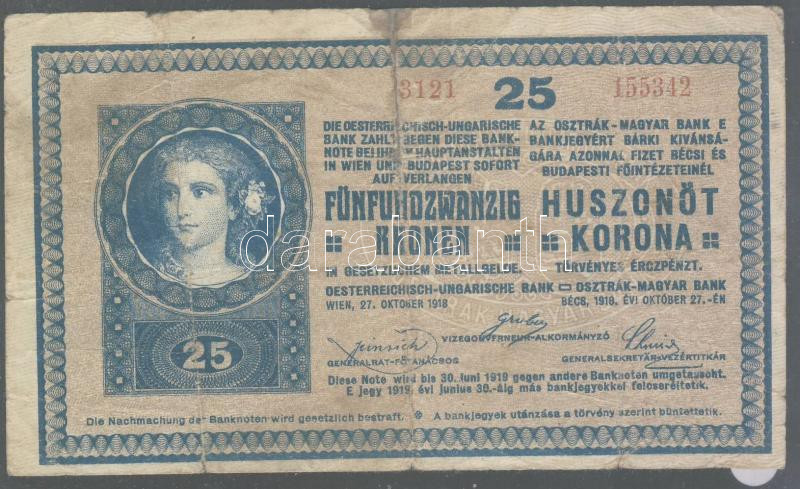 3121 25 155342
DIE OESTERREICHISCH-UNGARISCHE
BANK ZAHLT GEGEN DIESE BANK-
NOTE BEI IHREN HAUPTANSTALTEN
IN WIEN UND BUDAPEST SOFORT
AUF VERLANGEN
FÜNFUNDZWANZIG
KRONEN
IN GESETZLICHEM METALLGELDE.
AZ OSZTRÁK-MAGYAR BANK E
BANKJEGYÉRT BÁRKI KIVÁNSÁ-
GÁRA AZONNAL FIZET BÉCSI ÉS
BUDAPESTI FŐINTÉZETEINÉL
HUSZONÖT
KORONA
TÖRVÉNYES ÉRCZPÉNZT.
OESTERREICHISCH-UNGARISCHE BANK OSZTRÁK-MAGYAR BANK
WIEN, 27. OKTOBER 1918 BÉCS, 1918. ÉVI OKTÓBER 27.-ÉN
VIZEGOUVERNEUR-ALKORMÁNYZÓ
GENERALRAT-FŐTANÁCSOS GENERALSEKRETÄR-VEZÉRTITKÁR
Diese Note wird bis 30. Juni 1919 gegen andere Banknoten umgetauscht.
E jegy 1919. évi junius 30.-áig más bankjegyekkel felcseréltetik.
25
Die Nachmachung der Banknoten wird gesetzlich bestraft. A bankjegyek utánzása a törvény szerint büntettetik.
darabanth